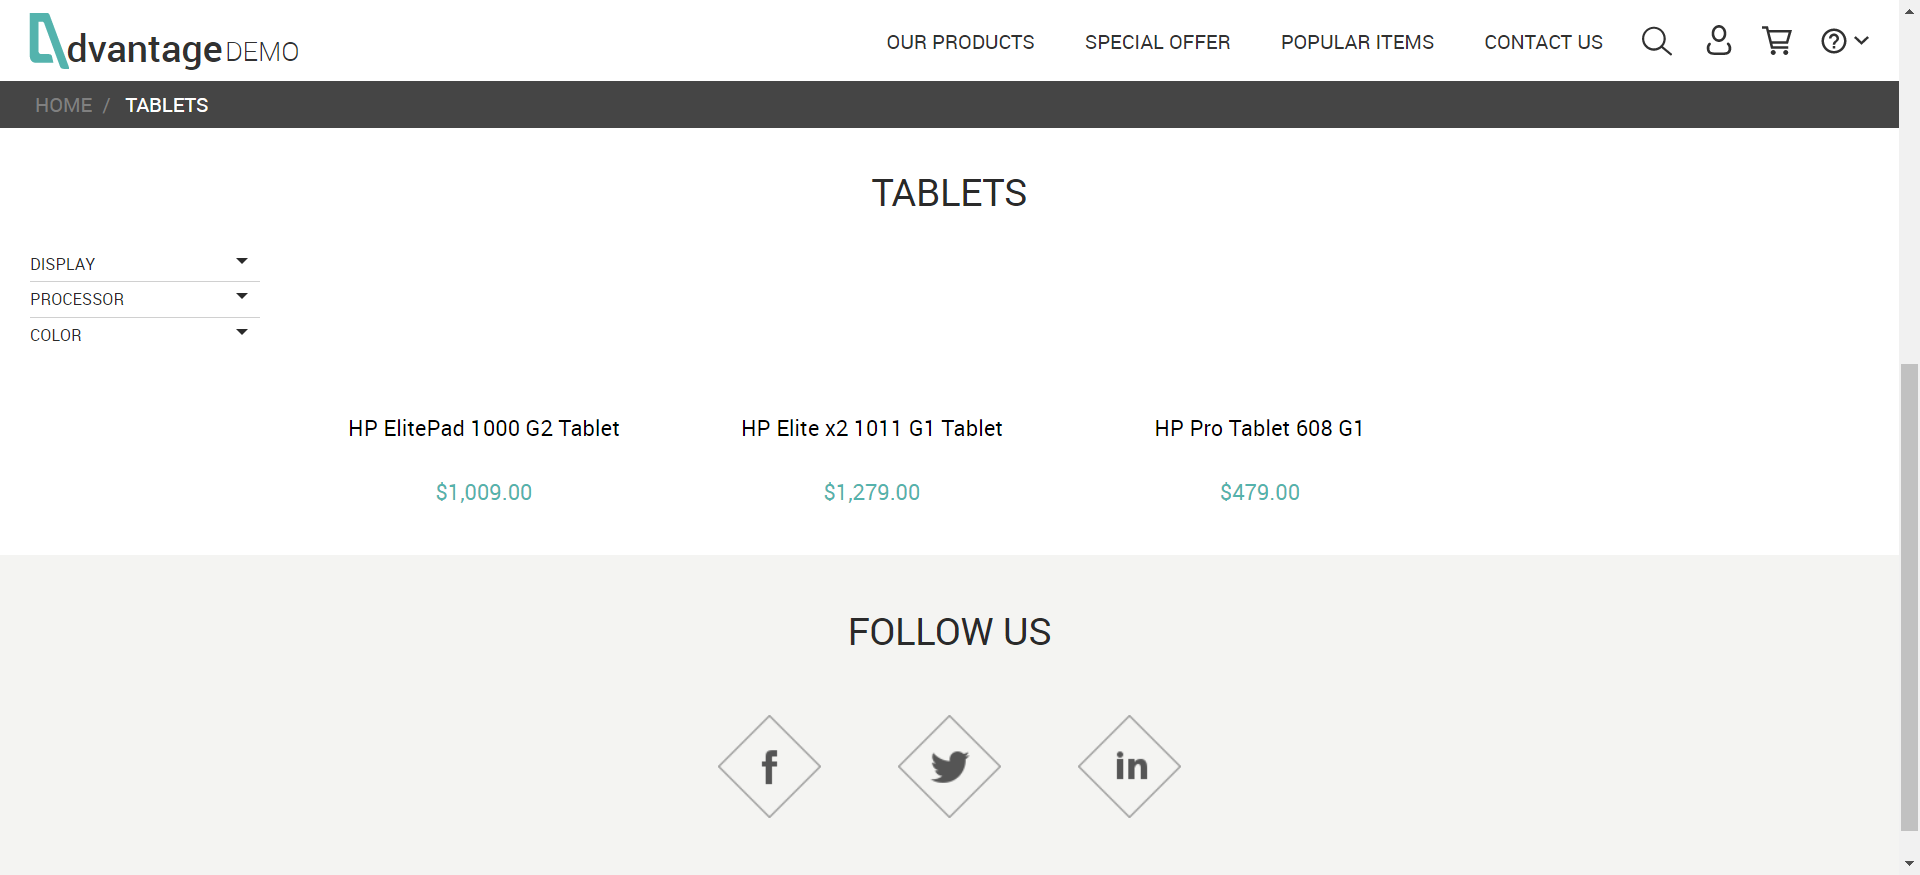 dvantage DEMO
OUR PRODUCTS SPECIAL OFFER POPULAR ITEMS CONTACT US
HOME / TABLETS
TABLETS
DISPLAY
PROCESSOR
COLOR
HP ElitePad 1000 G2 Tablet
$1,009.00
HP Elite x2 1011 G1 Tablet
$1,279.00
HP Pro Tablet 608 G1
$479.00
FOLLOW US
f
in